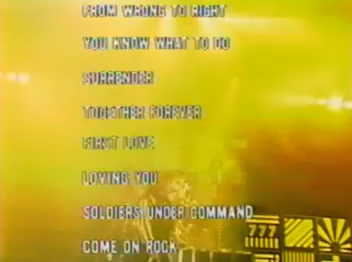 FROM WRONG TO RIGHT
YOU KNOW WHAT TO DO
SURRENDER
TOGETHER FOREVER
FIRST LOVE
LOVING YOU
SOLDIERS UNDER COMMAND
COME ON ROCK
777